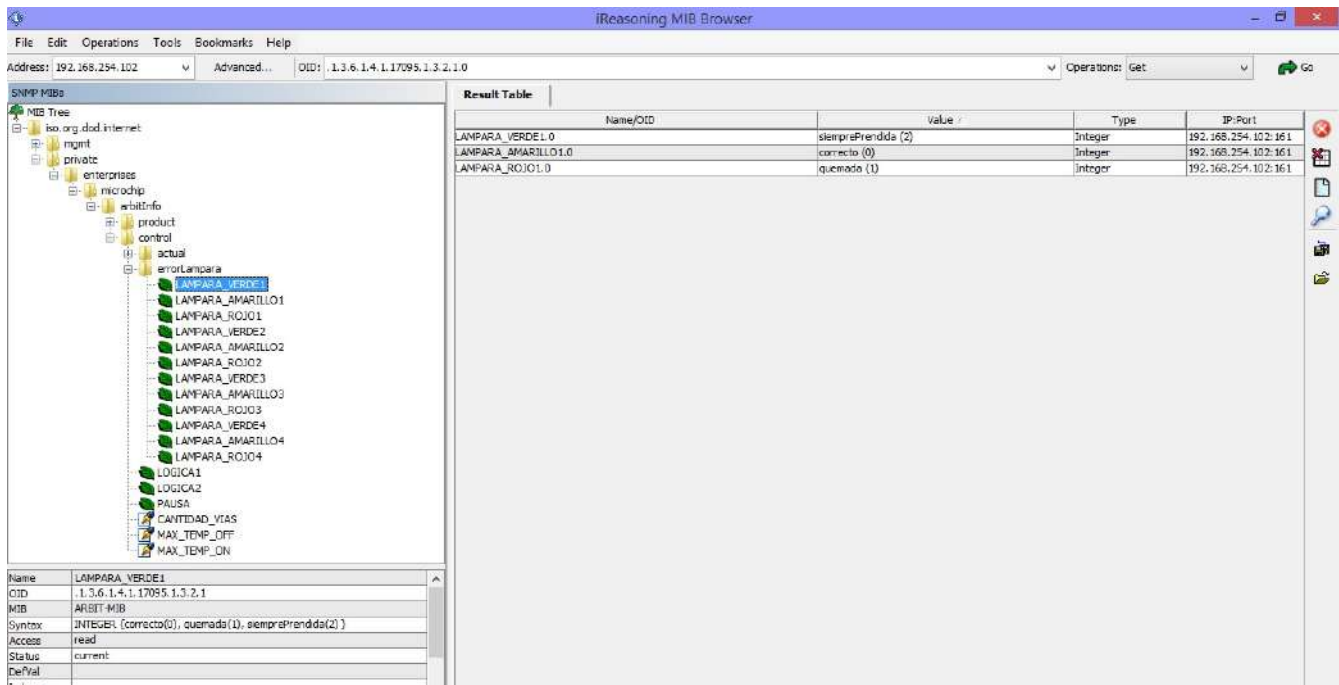 iReasoning MIB Browser
File Edit Operations Tools Bookmarks Help
Address: 192.168.254.102 Advanced... OID: .1.3.6.1.4.1.17095.1.3.2.1.0 Operations: Get Go
SNMP MIBs
MIB Tree
iso.org.dod.internet
mgmt
private
enterprises
microchip
arbitInfo
product
control
actual
errorLampara
LAMPARA_VERDE1
LAMPARA_AMARILLO1
LAMPARA_ROJO1
LAMPARA_VERDE2
LAMPARA_AMARILLO2
LAMPARA_ROJO2
LAMPARA_VERDE3
LAMPARA_AMARILLO3
LAMPARA_ROJO3
LAMPARA_VERDE4
LAMPARA_AMARILLO4
LAMPARA_ROJO4
LOGICA1
LOGICA2
PAUSA
CANTIDAD_VIAS
MAX_TEMP_OFF
MAX_TEMP_ON
Name LAMPARA_VERDE1
OID .1.3.6.1.4.1.17095.1.3.2.1
MIB ARBIT-MIB
Syntax INTEGER {correcto(0), quemada(1), siemprePrendida(2) }
Access read
Status current
DefVal
Result Table
Name/OID Value Type IP:Port
LAMPARA_VERDE1.0 siemprePrendida (2) Integer 192.168.254.102:161
LAMPARA_AMARILLO1.0 correcto (0) Integer 192.168.254.102:161
LAMPARA_ROJO1.0 quemada (1) Integer 192.168.254.102:161